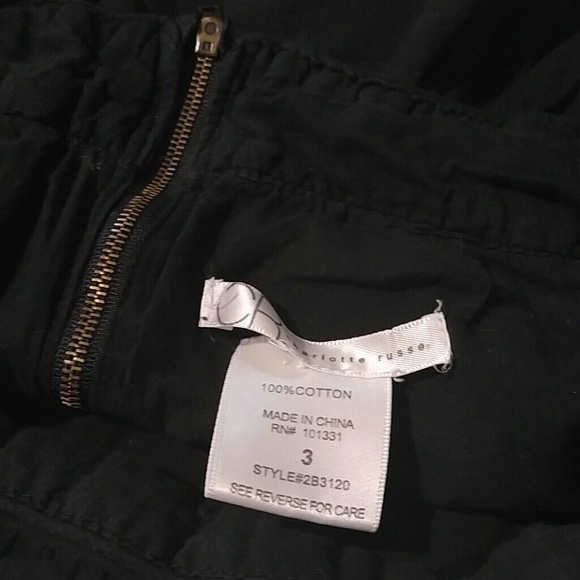 russe
100%COTTON
MADE IN CHINA
RN# 101331
3
STYLE#2B3120
SEE REVERSE FOR CARE